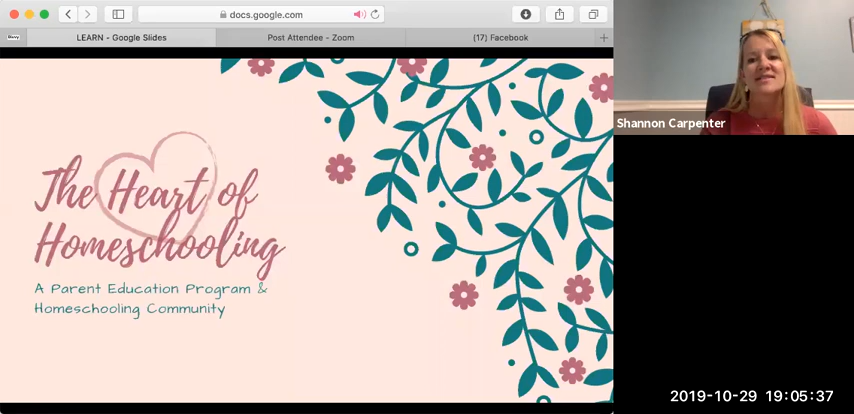 docs.google.com
LEARN - Google Slides
Post Attendee - Zoom
(17) Facebook
Shannon Carpenter
The Heart of
Homeschooling
A Parent Education Program &
Homeschooling Community
2019-10-29 19:05:37